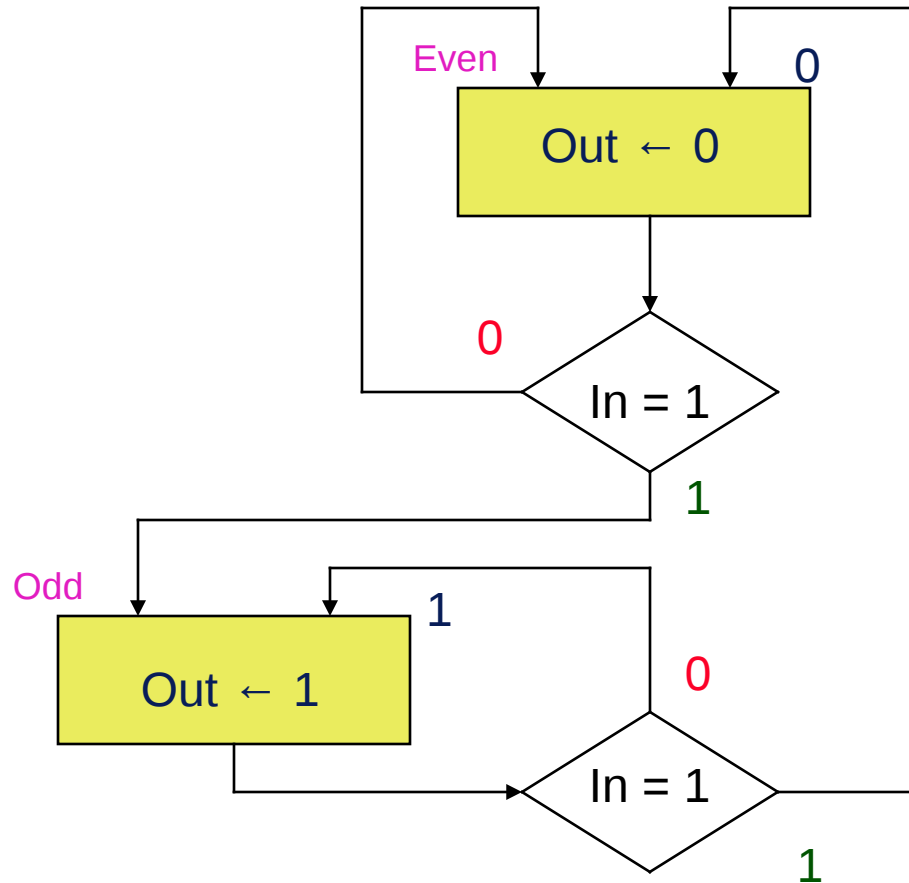 Even
0
Out ← 0
0
In = 1
1
Odd
1
Out ← 1
0
In = 1
1